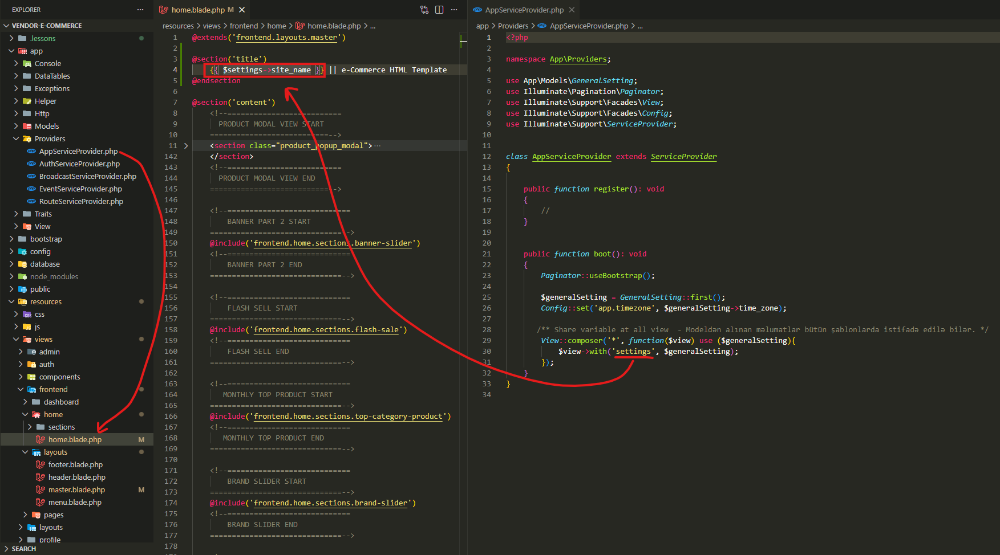 EXPLORER
VENDOR-E-COMMERCE
.lessons
app
Console
DataTables
Exceptions
Helper
Http
Models
Providers
AppServiceProvider.php
AuthServiceProvider.php
BroadcastServiceProvider.php
EventServiceProvider.php
RouteServiceProvider.php
Traits
View
bootstrap
config
database
node_modules
public
resources
css
js
views
admin
auth
components
frontend
dashboard
home
sections
home.blade.php M
layouts
footer.blade.php
header.blade.php
master.blade.php M
menu.blade.php
pages
layouts
profile
SEARCH
home.blade.php M
resources > views > frontend > home > home.blade.php > ...
1 @extends('frontend.layouts.master')
2
3 @section('title')
4 {{ $settings->site_name }} || e-Commerce HTML Template
5 @endsection
6
7 @section('content')
8 <!--==========================
9 PRODUCT MODAL VIEW START
10 ===========================-->
11 <section class="product_popup_modal"> ...
142 </section>
143 <!--==========================
144 PRODUCT MODAL VIEW END
145 ===========================-->
146
147 <!--============================
148 BANNER PART 2 START
149 ==============================-->
150 @include('frontend.home.sections.banner-slider')
151 <!--============================
152 BANNER PART 2 END
153 ==============================-->
154
155 <!--============================
156 FLASH SELL START
157 ==============================-->
158 @include('frontend.home.sections.flash-sale')
159 <!--============================
160 FLASH SELL END
161 ==============================-->
162
163 <!--============================
164 MONTHLY TOP PRODUCT START
165 ==============================-->
166 @include('frontend.home.sections.top-category-product')
167 <!--============================
168 MONTHLY TOP PRODUCT END
169 ==============================-->
170
171 <!--============================
172 BRAND SLIDER START
173 ==============================-->
174 @include('frontend.home.sections.brand-slider')
175 <!--============================
176 BRAND SLIDER END
177 ==============================-->
178
AppServiceProvider.php
app > Providers > AppServiceProvider.php > ...
1 <?php
2
3 namespace App\Providers;
4
5 use App\Models\GeneralSetting;
6 use Illuminate\Pagination\Paginator;
7 use Illuminate\Support\Facades\View;
8 use Illuminate\Support\Facades\Config;
9 use Illuminate\Support\ServiceProvider;
10
11
12 class AppServiceProvider extends ServiceProvider
13 {
14
15 public function register(): void
16 {
17 //
18 }
19
20
21 public function boot(): void
22 {
23 Paginator::useBootstrap();
24
25 $generalSetting = GeneralSetting::first();
26 Config::set('app.timezone', $generalSetting->time_zone);
27
28 /** Share variable at all view - Modeldən alınan məlumatlar bütün şablonlarda istifadə edilə bilər. */
29 View::composer('*', function($view) use ($generalSetting){
30 $view->with('settings', $generalSetting);
31 });
32 }
33 }
34